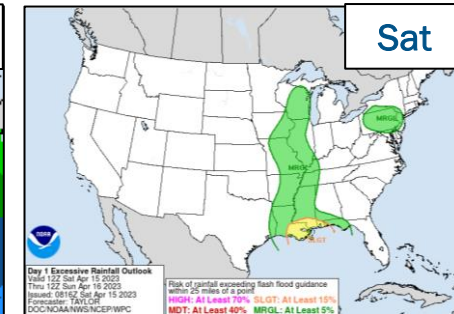 Sat
MRGL
MRGL
SLGT
NOAA
Day 1 Excessive Rainfall Outlook
Valid 12Z Sat Apr 15 2023
Thru 12Z Sun Apr 16 2023
Issued: 0816Z Sat Apr 15 2023
Forecaster: TAYLOR
DOC/NOAA/NWS/NCEP/WPC
Risk of rainfall exceeding flash flood guidance
within 25 miles of a point
HIGH: At Least 70% SLGT: At Least 15%
MDT: At Least 40% MRGL: At Least 5%